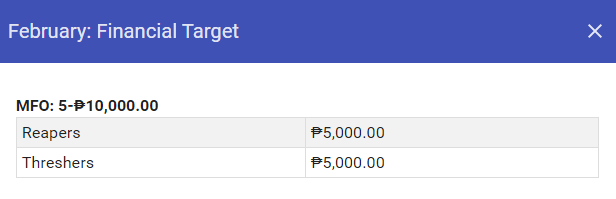 February: Financial Target
MFO: 5-₱10,000.00
Reapers ₱5,000.00
Threshers ₱5,000.00